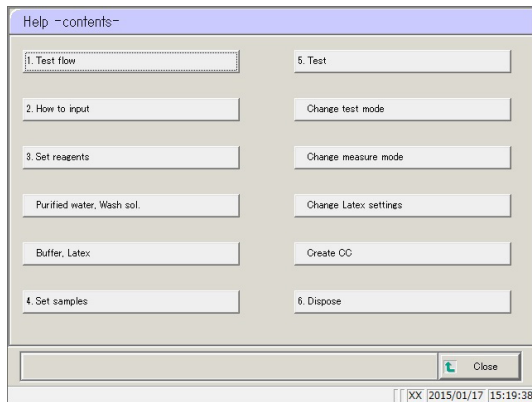 Help -contents-
1. Test flow
2. How to input
3. Set reagents
Purified water, Wash sol.
Buffer, Latex
4. Set samples
5. Test
Change test mode
Change measure mode
Change Latex settings
Create CC
6. Dispose
Close
XX 2015/01/17 15:19:38